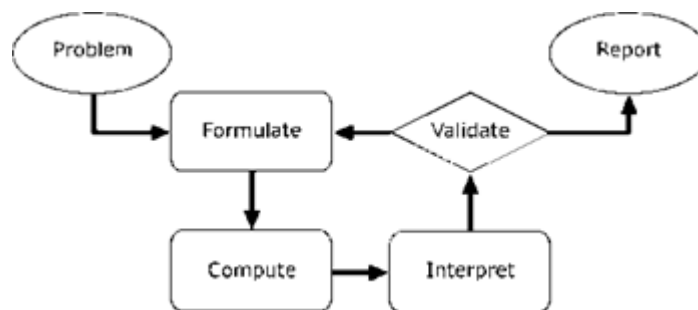 Problem
Report
Formulate
Validate
Compute
Interpret